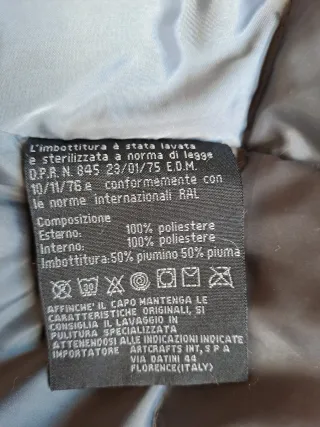 L'imbottitura è stata lavata
e sterilizzata a norma di legge
D.P.R. N. 845 23/01/75 E.D.M.
10/11/76 e conformemente con
le norme internazionali RAL
Composizione
Esterno: 100% poliestere
Interno: 100% poliestere
Imbottitura:50% piumino 50% piuma
30
AFFINCHE' IL CAPO MANTENGA LE
CARATTERISTICHE ORIGINALI, SI
CONSIGLIA IL LAVAGGIO IN
PULITURA SPECIALIZZATA
ATTENENDOSI ALLE INDICAZIONI INDICATE
IMPORTATORE ARTCRAFTS INT, S P A
VIA DATINI 44
FLORENCE(ITALY)